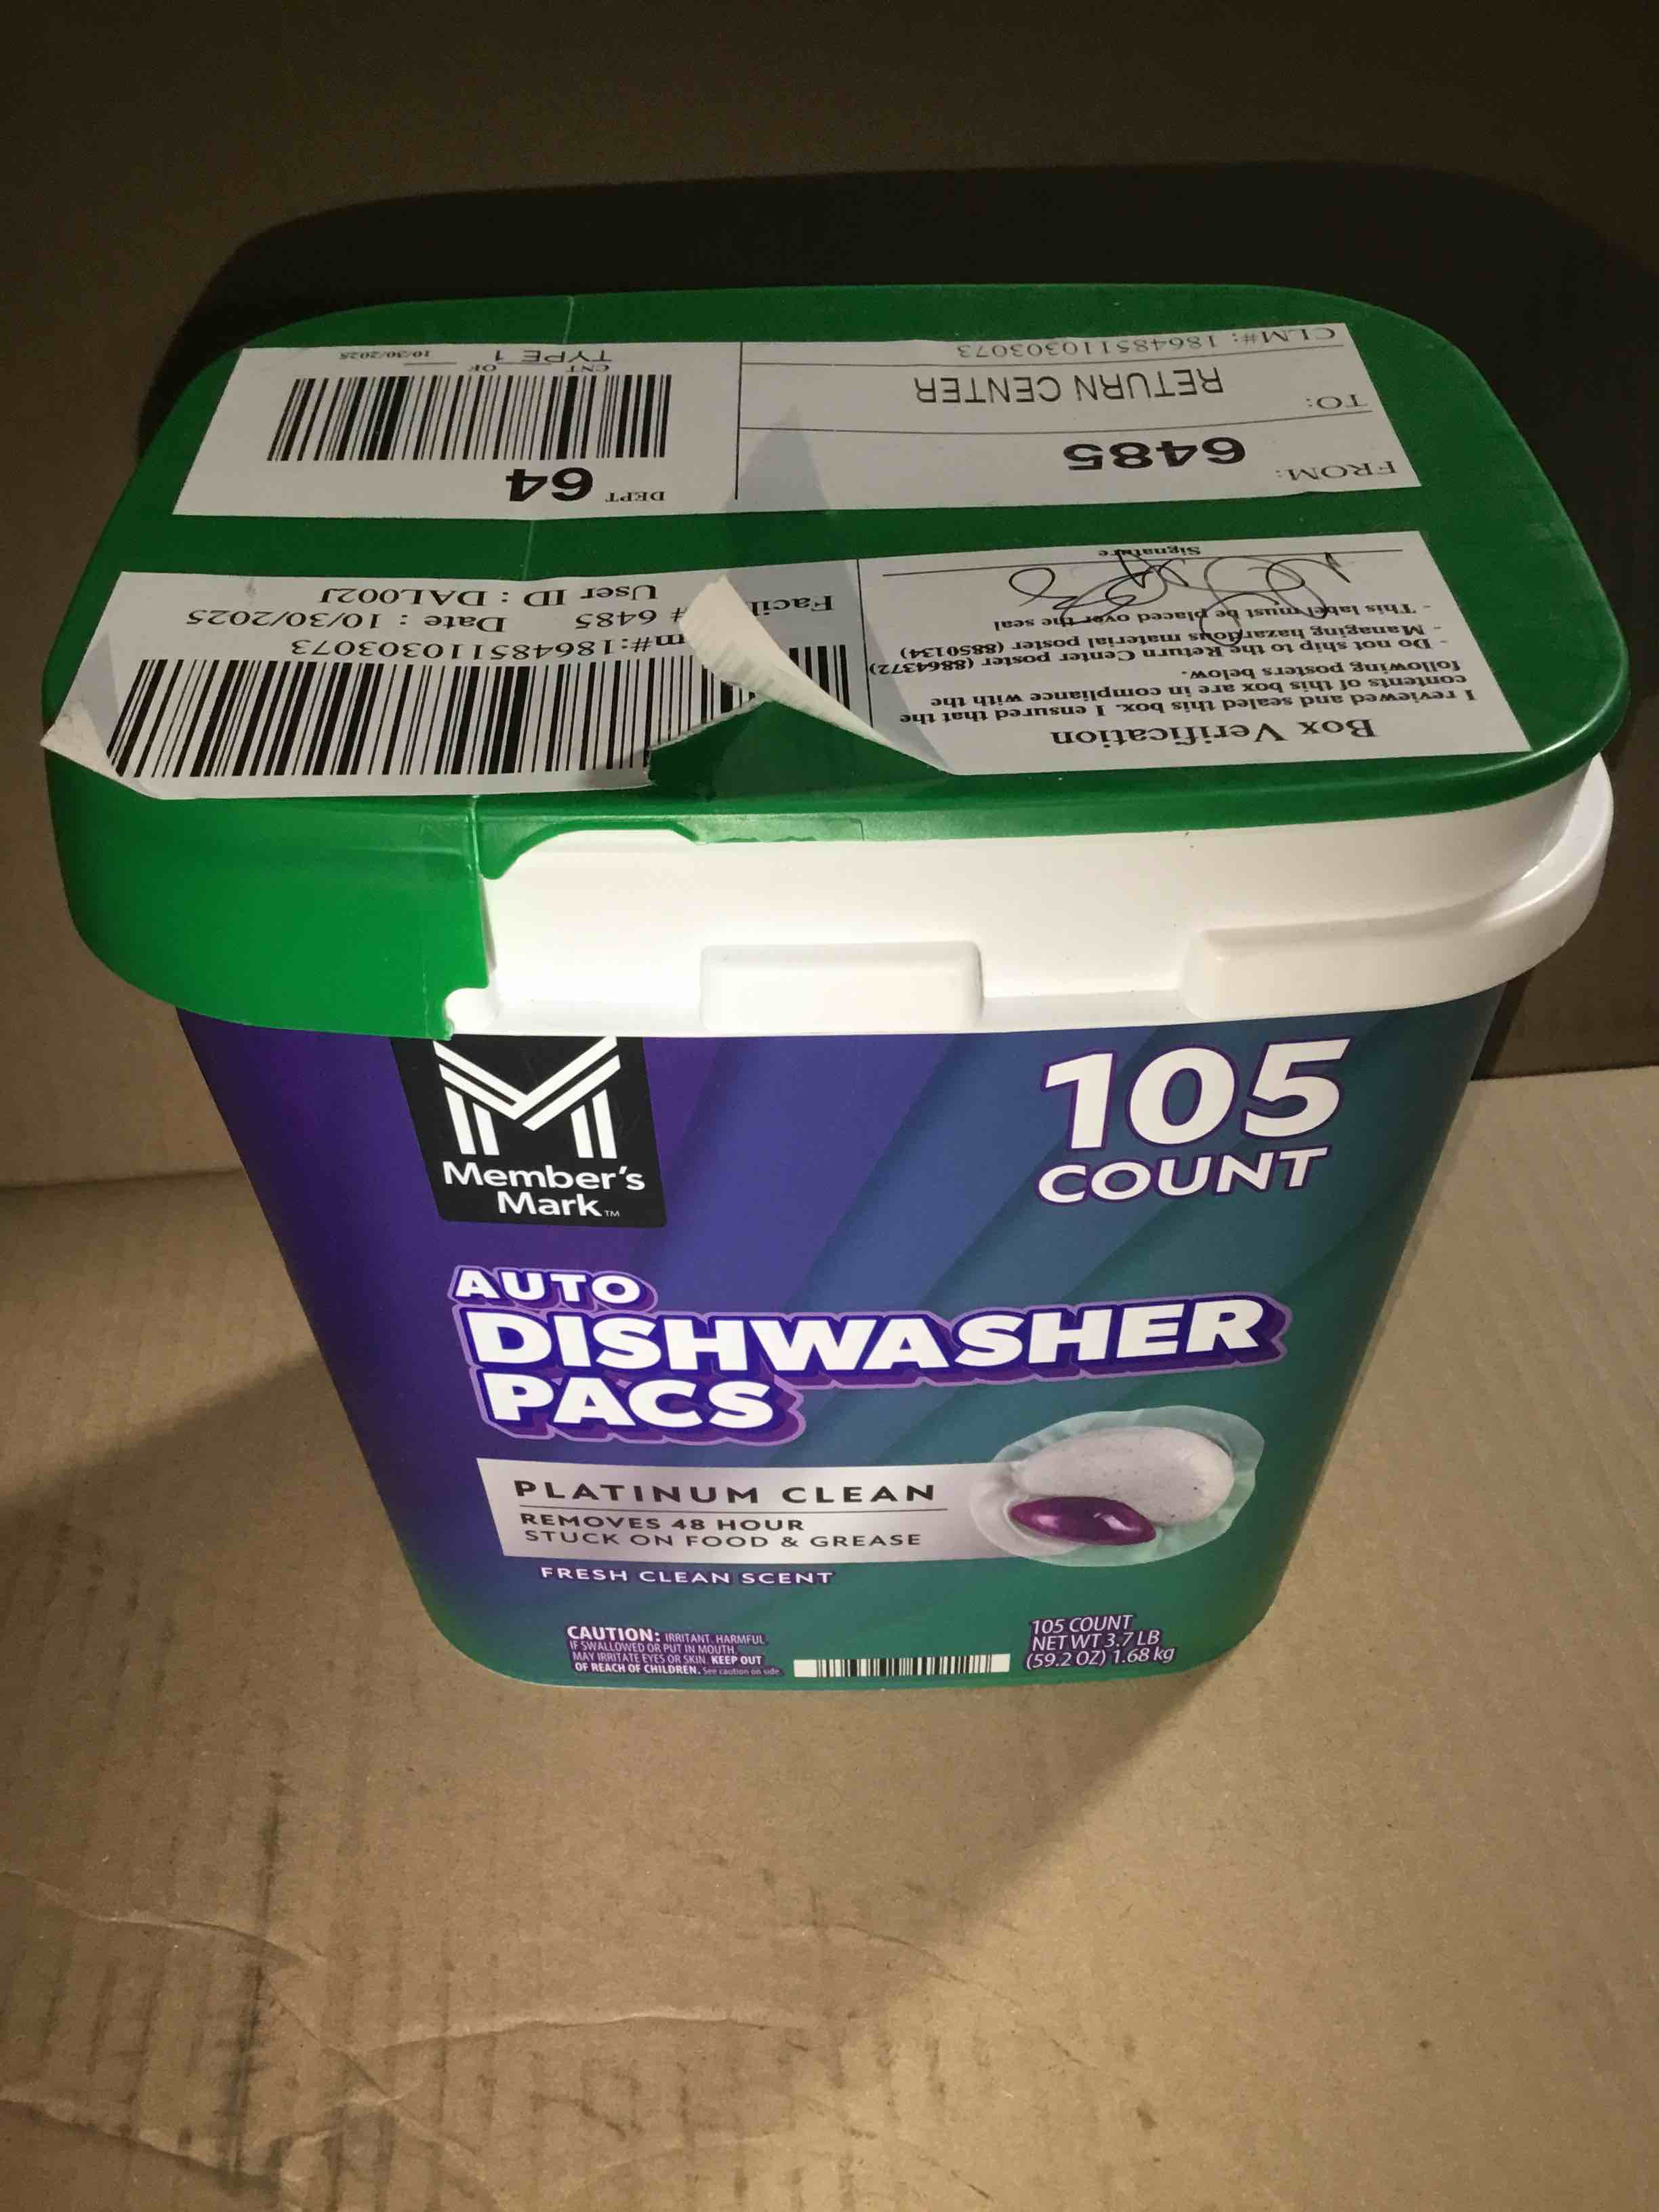 CLM#: 186485110303073
TO:
RETURN CENTER
FROM:
6485
TYPE 1
10/30/2025
CNT
OF
DEPT 64
Signature
- This label must be placed over the seal
- Managing hazardous material poster (8850134)
- Do not ship to the Return Center poster (8864372)
following posters below.
contents of this box are in compliance with the
I reviewed and sealed this box. I ensured that the
Box Verification
User ID : DAL002J
# 6485 Date : 10/30/2025
m#:186485110303073
Member's
Mark™
105
COUNT
AUTO
DISHWASHER
PACS
PLATINUM CLEAN
REMOVES 48 HOUR
STUCK ON FOOD & GREASE
FRESH CLEAN SCENT
CAUTION: IRRITANT. HARMFUL
IF SWALLOWED OR PUT IN MOUTH.
MAY IRRITATE EYES OR SKIN. KEEP OUT
OF REACH OF CHILDREN. See caution on side.
105 COUNT
NET WT 3.7 LB
(59.2 OZ) 1.68 kg